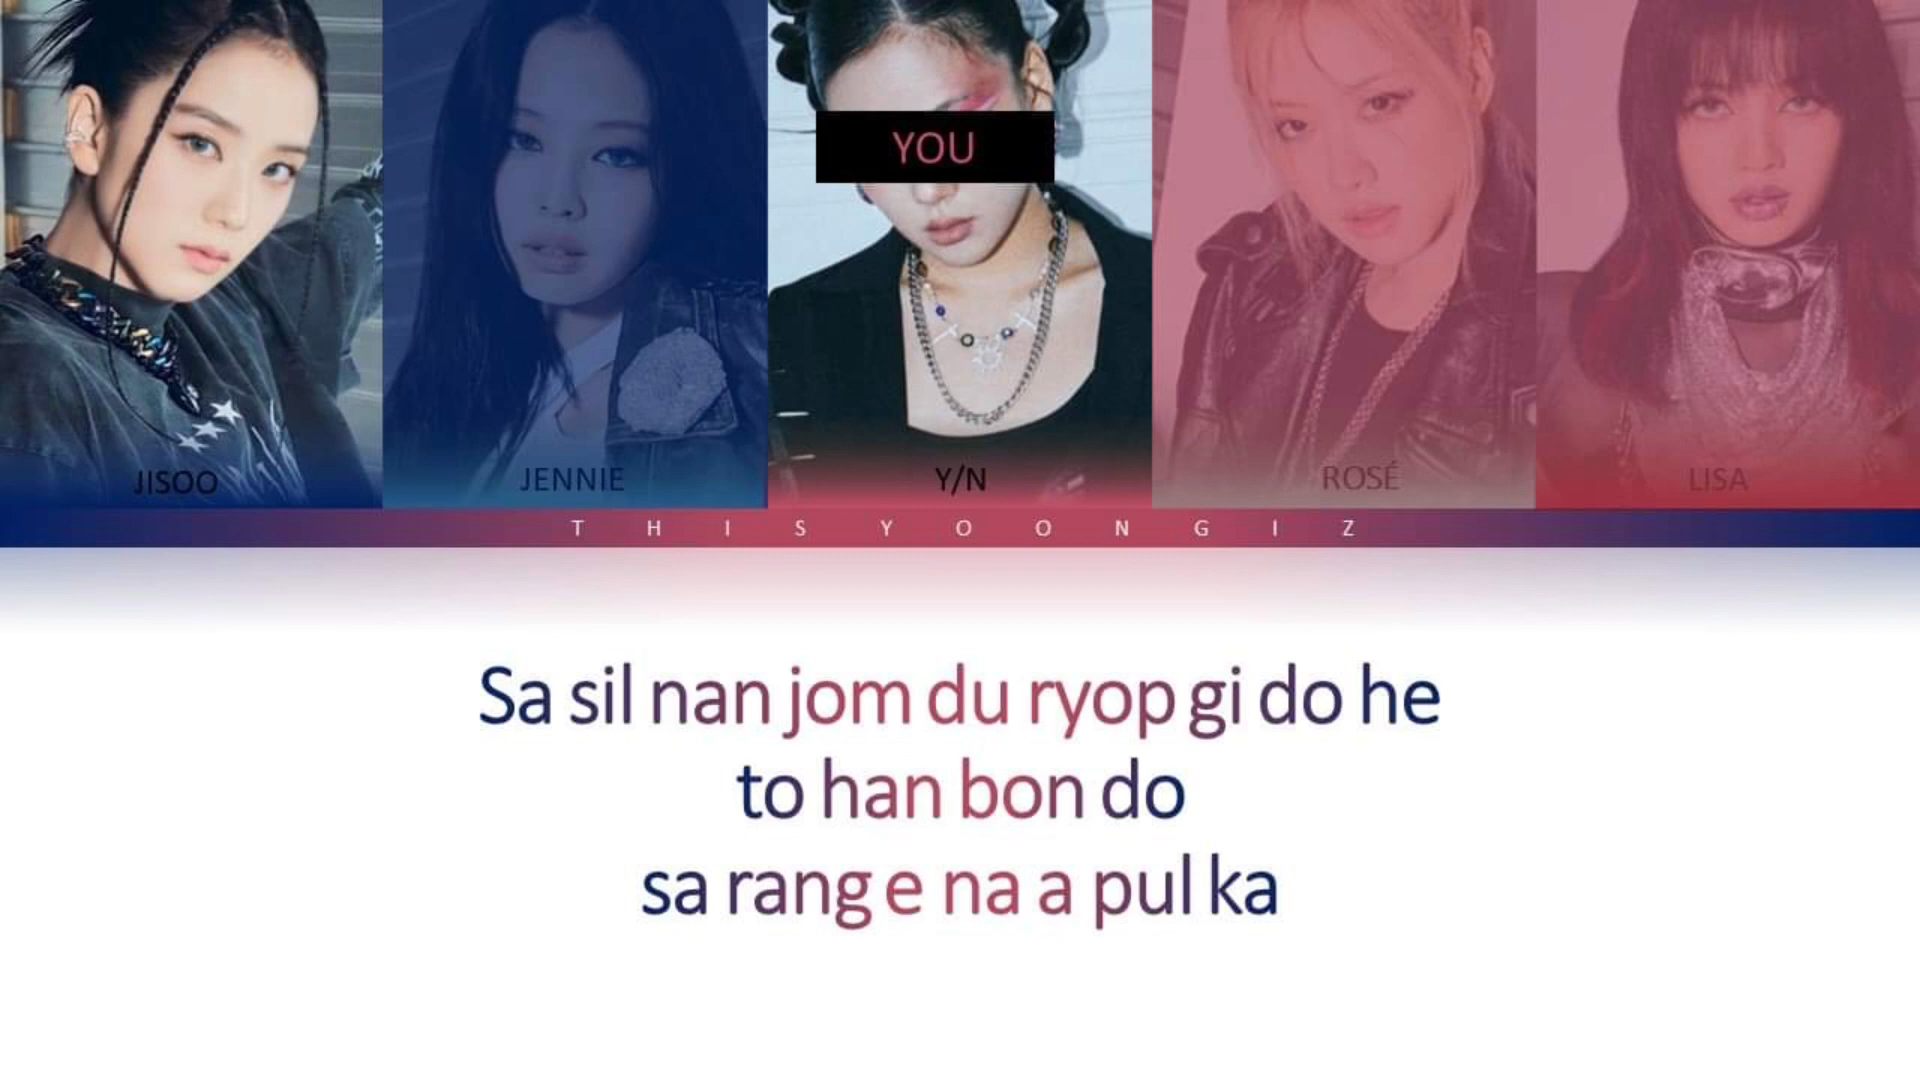 YOU
JISOO JENNIE Y/N ROSÉ LISA
T H I S Y O O N G I Z
Sa sil nan jom du ryop gi do he
to han bon do
sa rang e na a pul ka